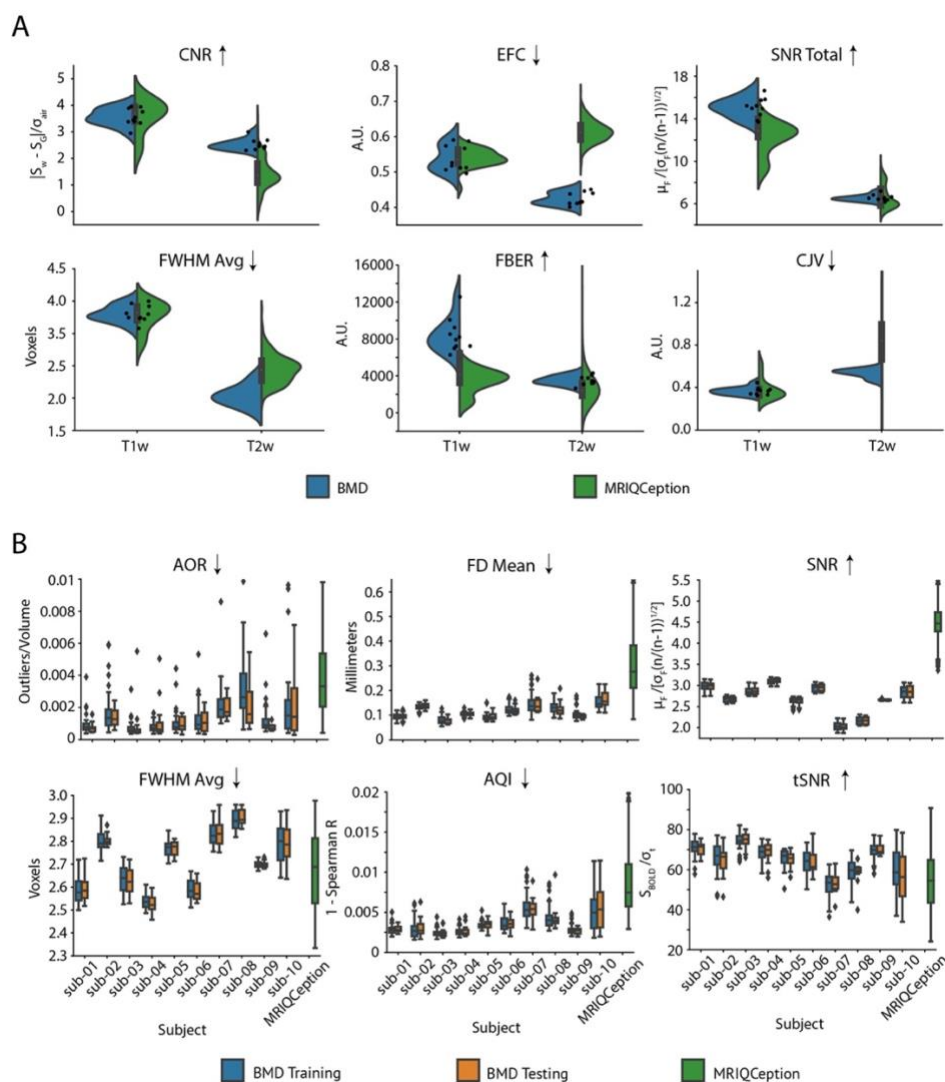 A
CNR ↑
EFC ↓
SNR Total ↑
|S_w - S_G|/σ_air
5
4
3
2
1
0
A.U.
0.8
0.7
0.6
0.5
0.4
μ_F/[σ_F(n/(n-1))^1/2]
18
14
10
6
FWHM Avg ↓
FBER ↑
CJV ↓
Voxels
4.5
4.0
3.5
2.5
2.0
1.5
A.U.
16000
12000
8000
4000
0
A.U.
1.2
0.8
0.4
0.0
T1w T2w
T1w T2w
T1w T2w
BMD MRIQCeption
B
AOR ↓
FD Mean ↓
SNR ↑
Outliers/Volume
0.01
0.008
0.006
0.004
0.002
0
Millimeters
0.6
0.5
0.4
0.3
0.2
0.1
0
μ_F/[σ_F(n/(n-1))^1/2]
5.5
5.0
4.5
4.0
3.5
3.0
2.5
2.0
FWHM Avg ↓
AQI ↓
tSNR ↑
Voxels
3.0
2.9
2.8
2.7
2.6
2.5
2.3
1 - Spearman R
0.02
0.015
0.01
0.005
0
S_BOLD/σ_t
100
80
60
40
20
sub-01 sub-02 sub-03 sub-04 sub-05 sub-06 sub-07 sub-08 sub-09 sub-10 MRIQCeption
sub-01 sub-02 sub-03 sub-04 sub-05 sub-06 sub-07 sub-08 sub-09 sub-10 MRIQCeption
sub-01 sub-02 sub-03 sub-04 sub-05 sub-06 sub-07 sub-08 sub-09 sub-10 MRIQCeption
Subject
Subject
Subject
BMD Training BMD Testing MRIQCeption